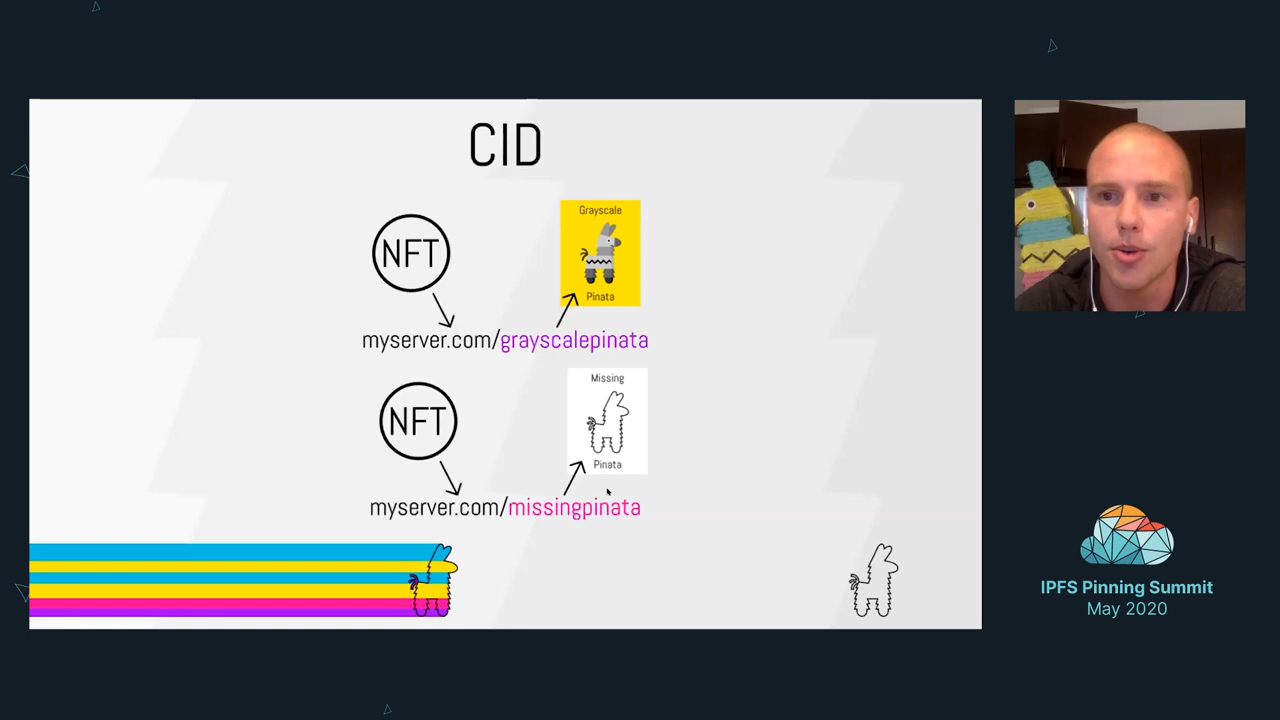 CID
NFT
Grayscale
Pinata
myserver.com/grayscalepinata
NFT
Missing
Pinata
myserver.com/missingpinata
IPFS Pinning Summit
May 2020